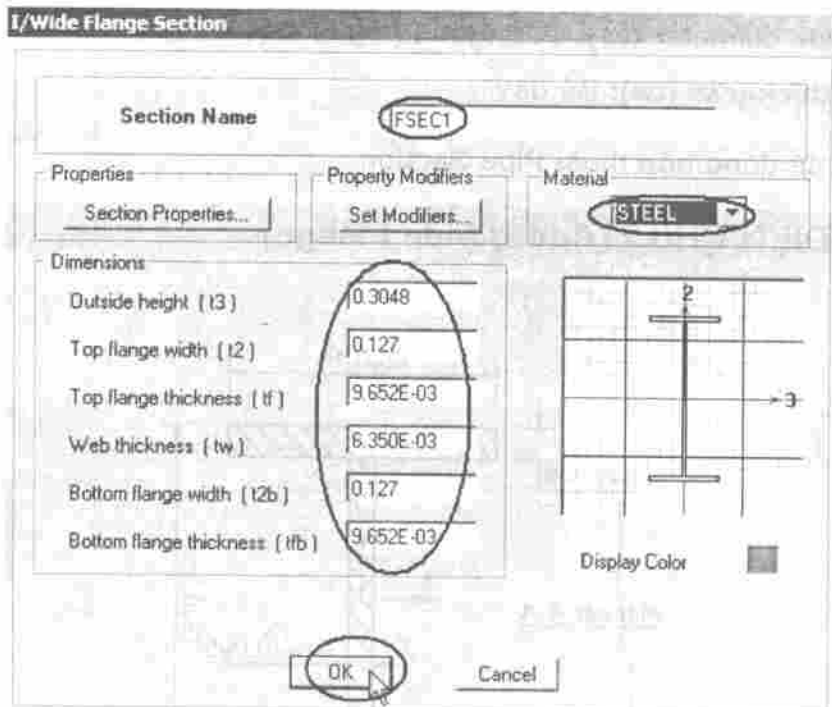 I/Wide Flange Section
Section Name
FSEC1
Properties
Section Properties...
Property Modifiers
Set Modifiers...
Material
STEEL
Dimensions
Outside height ( t3 )
0.3048
Top flange width ( t2 )
0.127
Top flange thickness ( tf )
9.652E-03
Web thickness ( tw )
6.350E-03
Bottom flange width ( t2b )
0.127
Bottom flange thickness ( tfb )
9.652E-03
2
3
Display Color
OK
Cancel